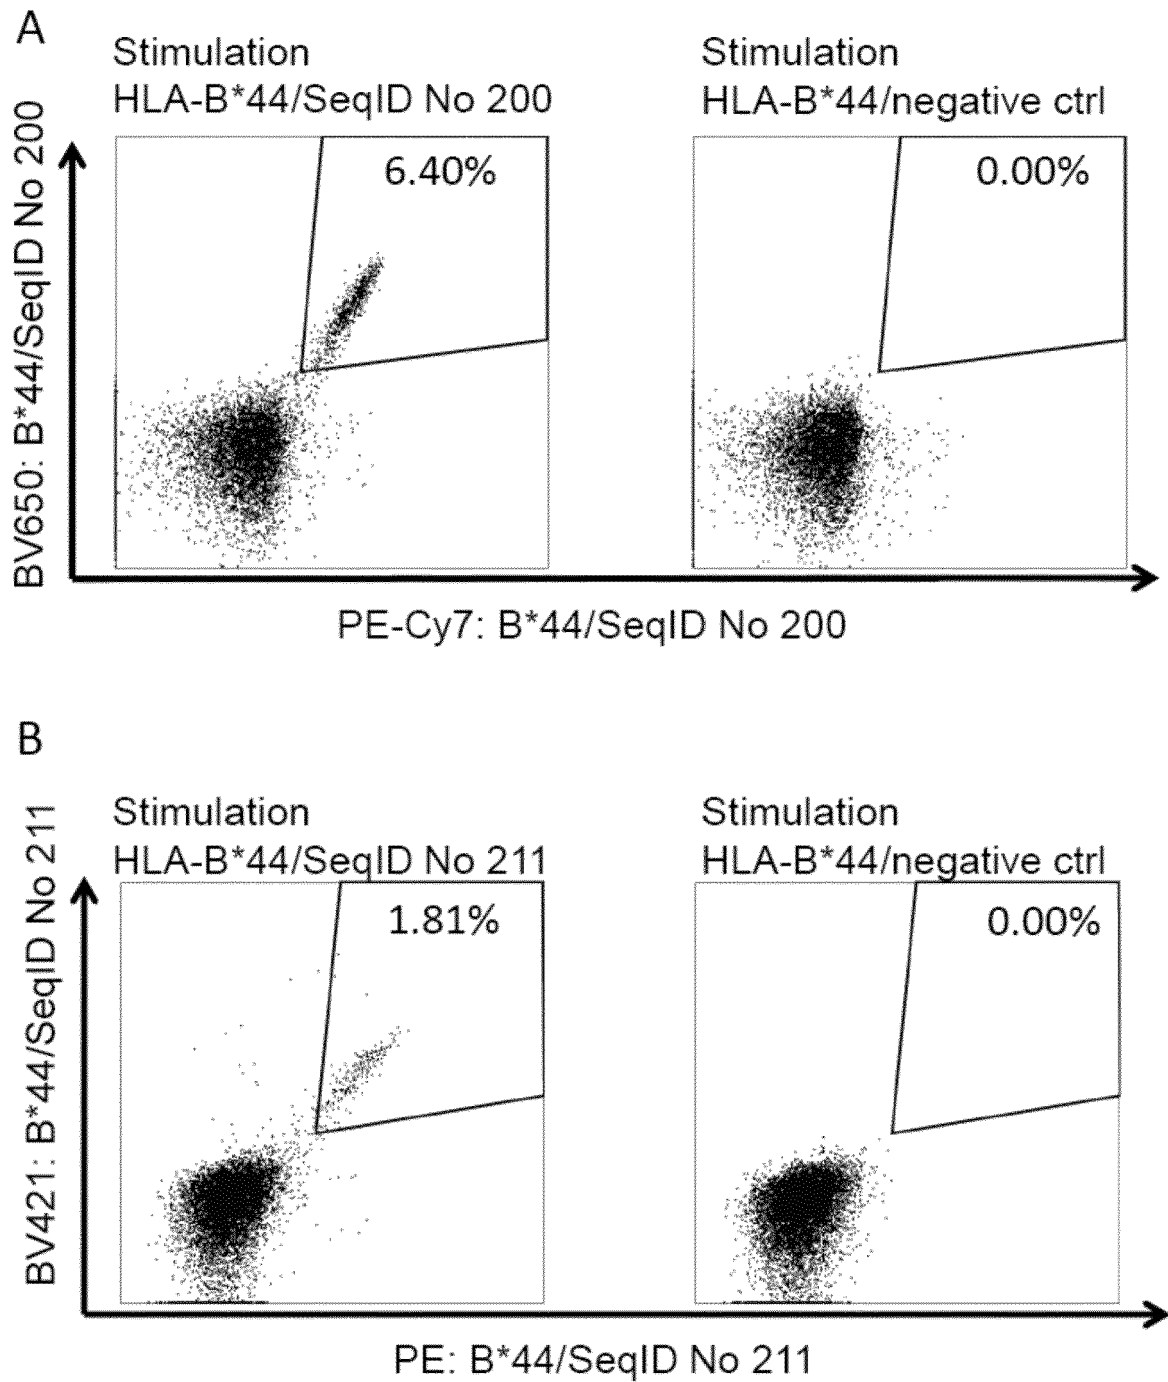 A
Stimulation
HLA-B*44/SeqID No 200
Stimulation
HLA-B*44/negative ctrl
6.40%
0.00%
BV650: B*44/SeqID No 200
PE-Cy7: B*44/SeqID No 200
B
Stimulation
HLA-B*44/SeqID No 211
Stimulation
HLA-B*44/negative ctrl
1.81%
0.00%
BV421: B*44/SeqID No 211
PE: B*44/SeqID No 211